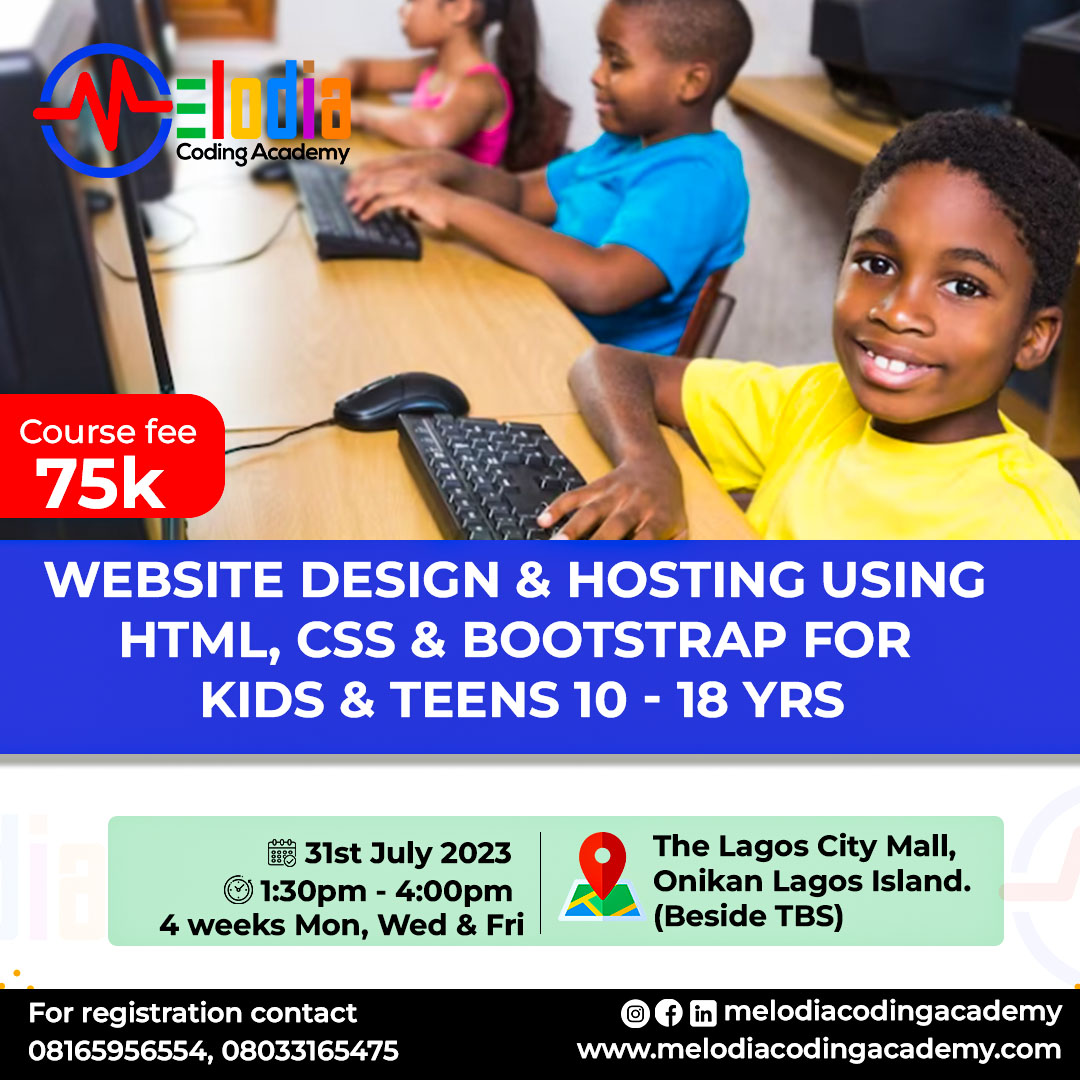 Melodia
Coding Academy
Course fee
75k
WEBSITE DESIGN & HOSTING USING
HTML, CSS & BOOTSTRAP FOR
KIDS & TEENS 10 - 18 YRS
31st July 2023
1:30pm - 4:00pm
4 weeks Mon, Wed & Fri
The Lagos City Mall,
Onikan Lagos Island.
(Beside TBS)
For registration contact
08165956554, 08033165475
melodiacodingacademy
www.melodiacodingacademy.com